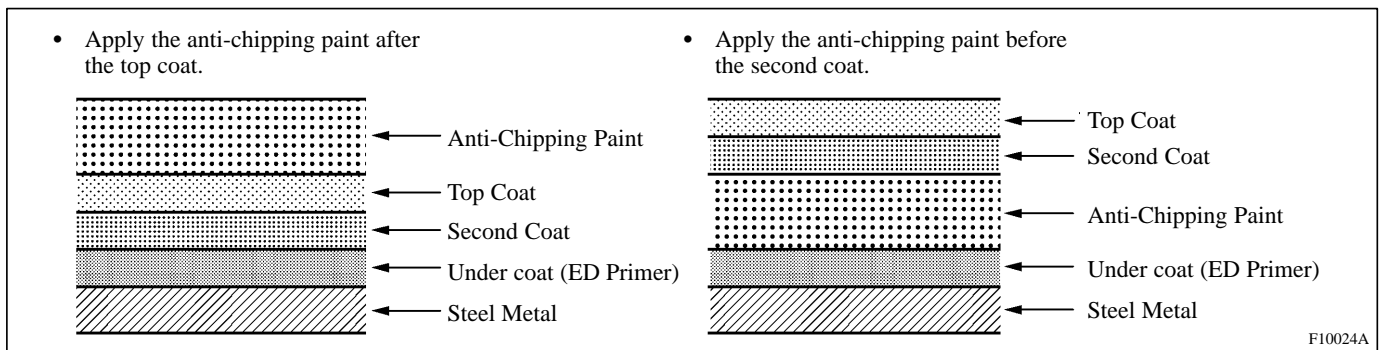 • Apply the anti-chipping paint after
the top coat.
Anti-Chipping Paint
Top Coat
Second Coat
Under coat (ED Primer)
Steel Metal
• Apply the anti-chipping paint before
the second coat.
Top Coat
Second Coat
Anti-Chipping Paint
Under coat (ED Primer)
Steel Metal
F10024A